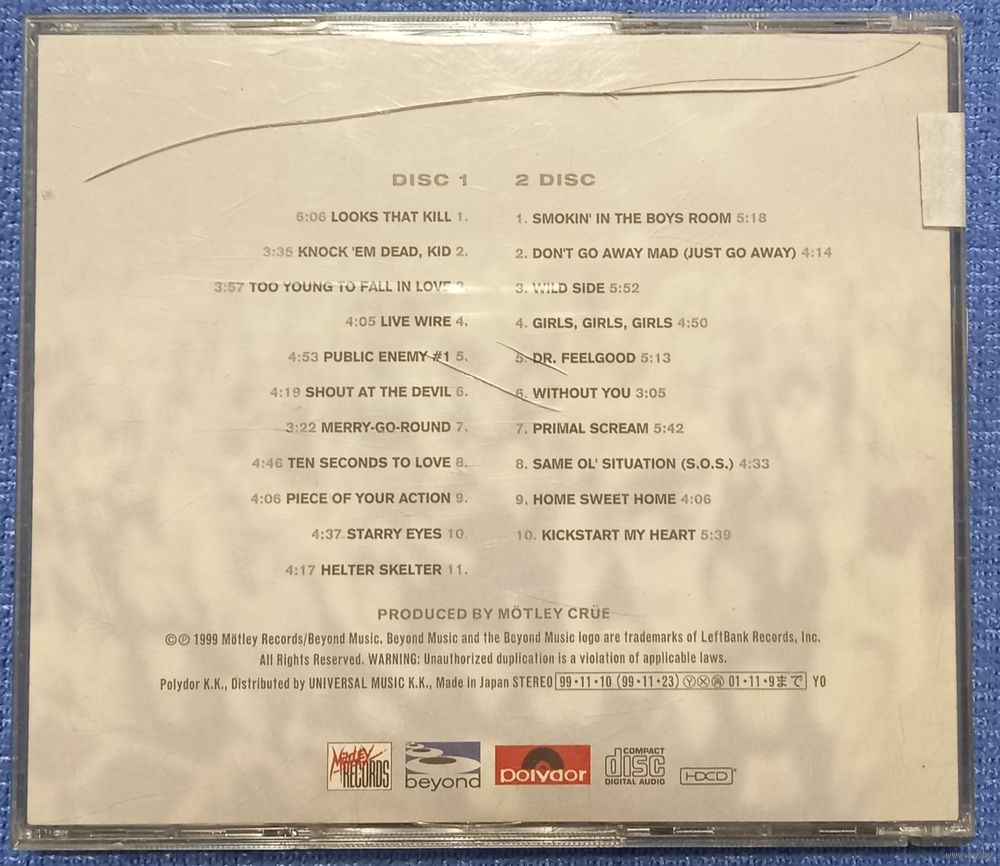 DISC 1
6:06 LOOKS THAT KILL 1.
3:35 KNOCK 'EM DEAD, KID 2.
3:57 TOO YOUNG TO FALL IN LOVE 3.
4:05 LIVE WIRE 4.
4:53 PUBLIC ENEMY #1 5.
4:19 SHOUT AT THE DEVIL 6.
3:22 MERRY-GO-ROUND 7.
4:46 TEN SECONDS TO LOVE 8.
4:06 PIECE OF YOUR ACTION 9.
4:37 STARRY EYES 10.
4:17 HELTER SKELTER 11.
2 DISC
1. SMOKIN' IN THE BOYS ROOM 5:18
2. DON'T GO AWAY MAD (JUST GO AWAY) 4:14
3. WILD SIDE 5:52
4. GIRLS, GIRLS, GIRLS 4:50
5. DR. FEELGOOD 5:13
6. WITHOUT YOU 3:05
7. PRIMAL SCREAM 5:42
8. SAME OL' SITUATION (S.O.S.) 4:33
9. HOME SWEET HOME 4:06
10. KICKSTART MY HEART 5:39
PRODUCED BY MÖTLEY CRÜE
©℗ 1999 Mötley Records/Beyond Music. Beyond Music and the Beyond Music logo are trademarks of LeftBank Records, Inc.
All Rights Reserved. WARNING: Unauthorized duplication is a violation of applicable laws.
Polydor K.K., Distributed by UNIVERSAL MUSIC K.K., Made in Japan STEREO 99・11・10 (99・11・23) Ⓨ Ⓧ 01・11・9まで Y0
Mötley RECORDS
beyond
polydor
COMPACT disc DIGITAL AUDIO
HDCD